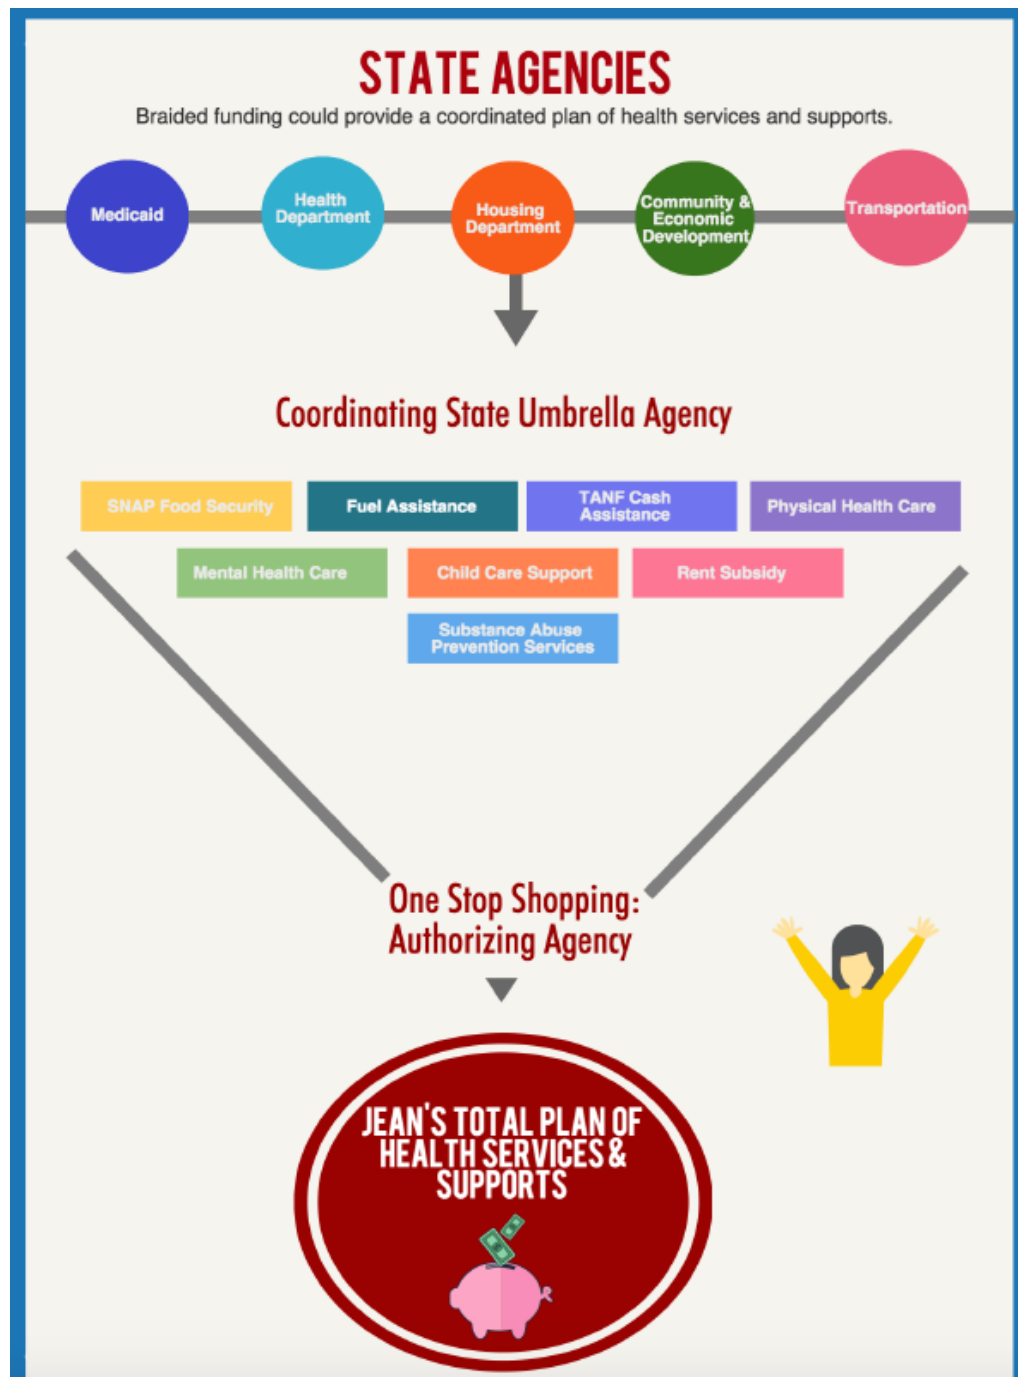 STATE AGENCIES
Braided funding could provide a coordinated plan of health services and supports.
Medicaid
Health
Department
Housing
Department
Community &
Economic
Development
Transportation
Coordinating State Umbrella Agency
SNAP Food Security
Fuel Assistance
TANF Cash
Assistance
Physical Health Care
Mental Health Care
Child Care Support
Rent Subsidy
Substance Abuse
Prevention Services
One Stop Shopping:
Authorizing Agency
JEAN'S TOTAL PLAN OF
HEALTH SERVICES &
SUPPORTS